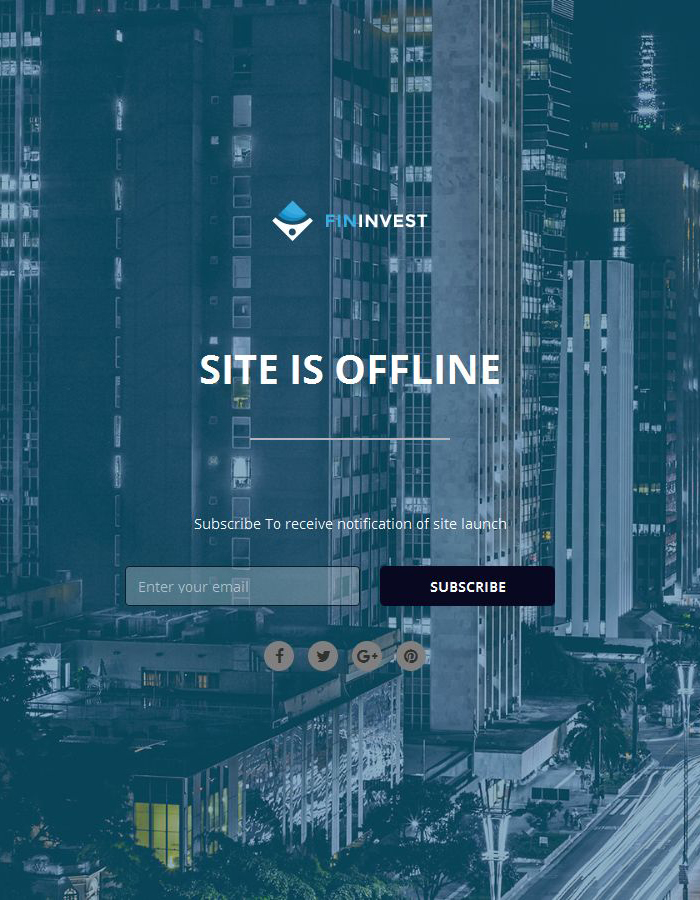 FININVEST
SITE IS OFFLINE
Subscribe To receive notification of site launch
Enter your email
SUBSCRIBE